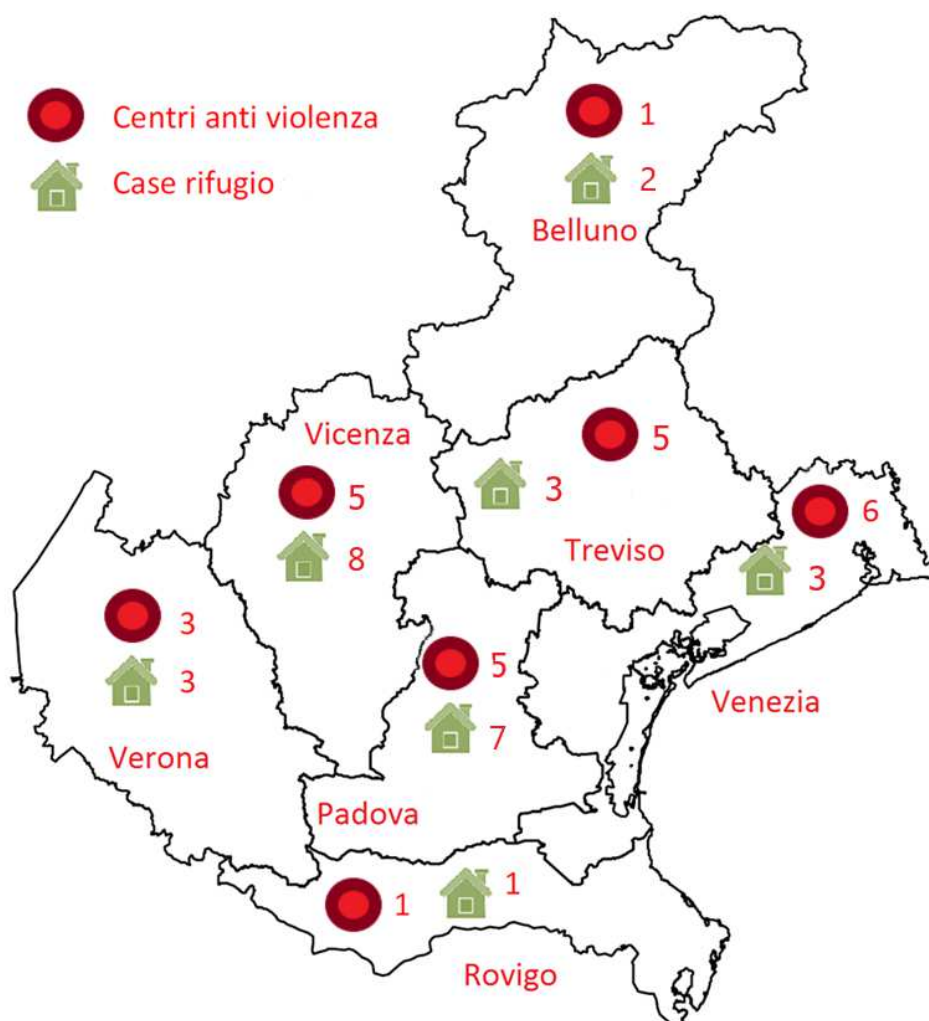 Centri anti violenza
Case rifugio
1
2
Belluno
Vicenza
5
8
5
3
Treviso
6
3
Venezia
3
3
Verona
5
7
Padova
1
1
Rovigo